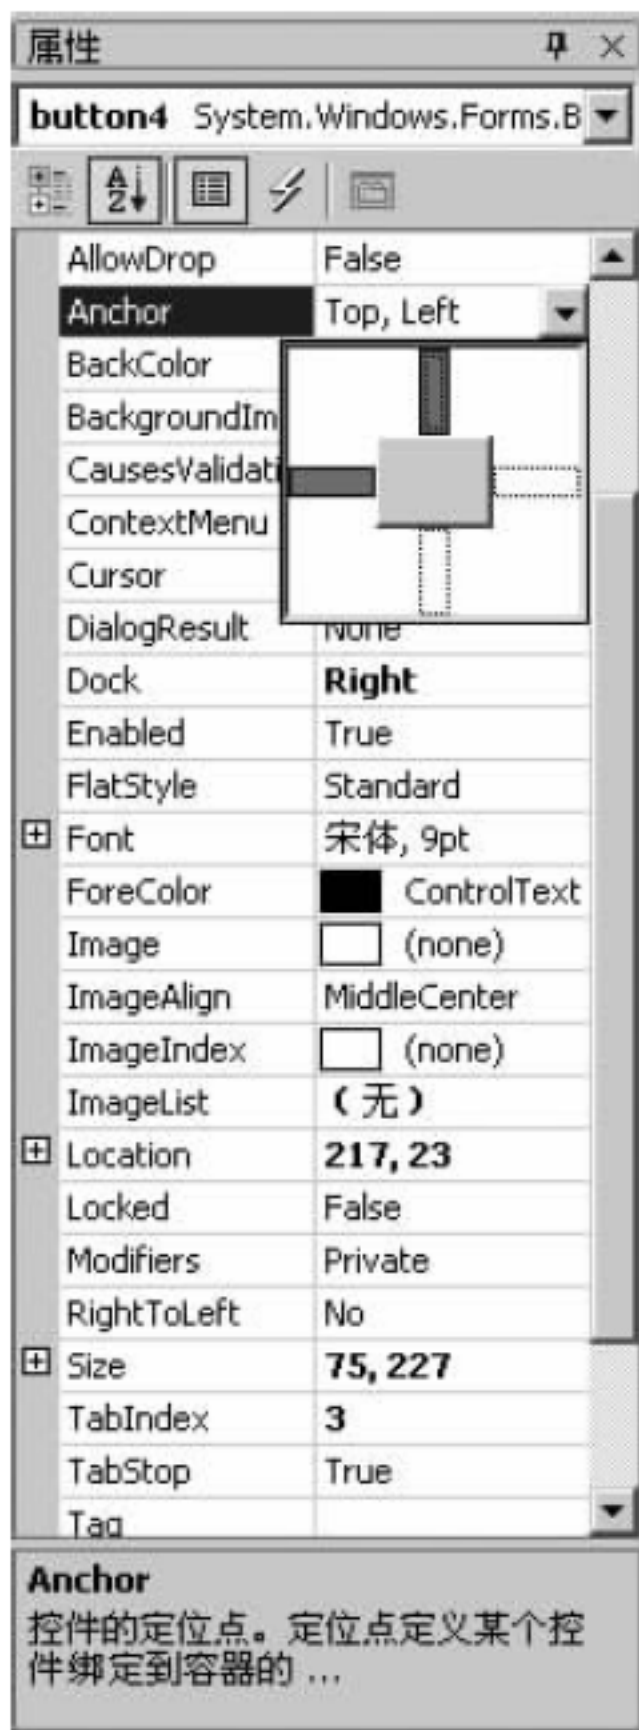 属性
button4 System.Windows.Forms.B
AllowDrop False
Anchor Top, Left
BackColor
BackgroundIm
CausesValidati
ContextMenu
Cursor
DialogResult None
Dock Right
Enabled True
FlatStyle Standard
Font 宋体, 9pt
ForeColor ControlText
Image (none)
ImageAlign MiddleCenter
ImageIndex (none)
ImageList （无）
Location 217, 23
Locked False
Modifiers Private
RightToLeft No
Size 75, 227
TabIndex 3
TabStop True
Tag
Anchor
控件的定位点。定位点定义某个控
件绑定到容器的 ...